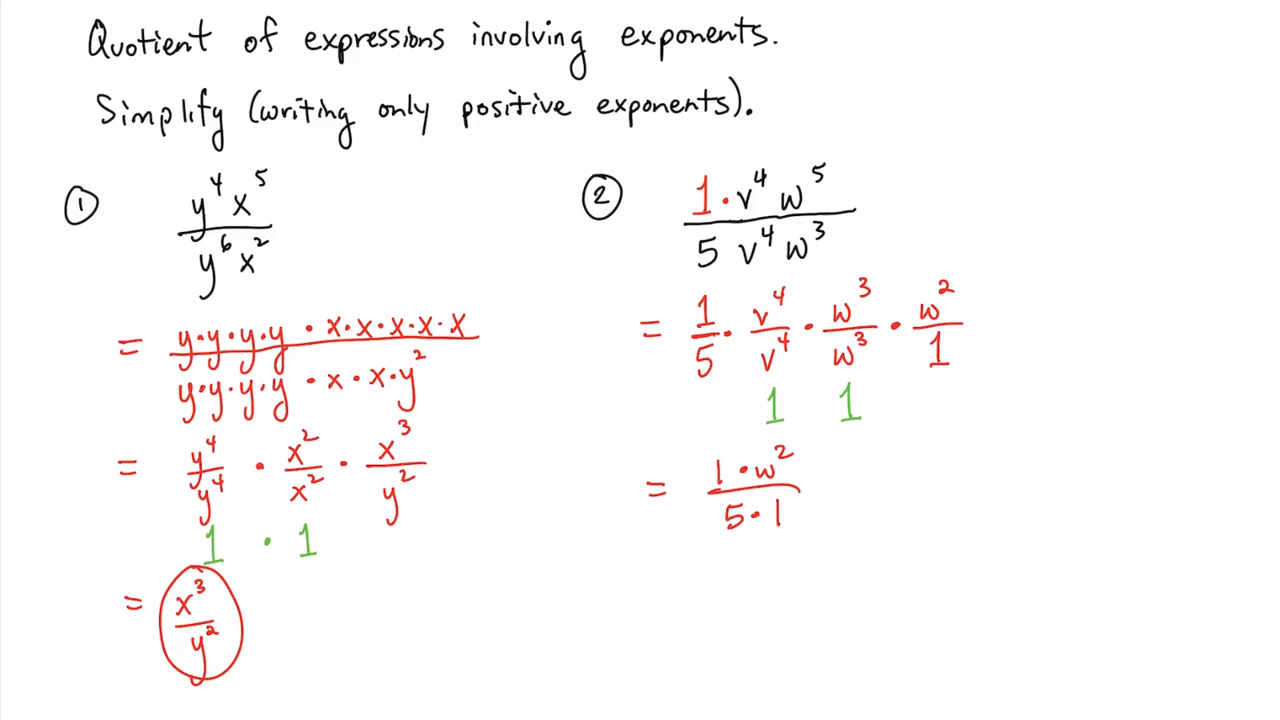 Quotient of expressions involving exponents.
Simplify (writing only positive exponents).
① y⁴x⁵ / y⁶x²
= y·y·y·y · x·x·x·x·x / y·y·y·y · x·x·y²
= y⁴/y⁴ · x²/x² · x³/y²
1 · 1
= x³/y²
② 1·v⁴w⁵ / 5v⁴w³
= 1/5 · v⁴/v⁴ · w³/w³ · w²/1
1 1
= 1·w² / 5·1